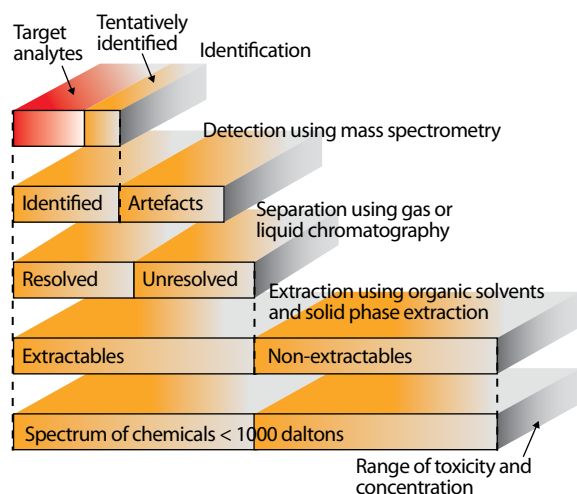 Target
analytes
Tentatively
identified
Identification
Detection using mass spectrometry
Identified
Artefacts
Separation using gas or
liquid chromatography
Resolved
Unresolved
Extraction using organic solvents
and solid phase extraction
Extractables
Non-extractables
Spectrum of chemicals < 1000 daltons
Range of toxicity and
concentration